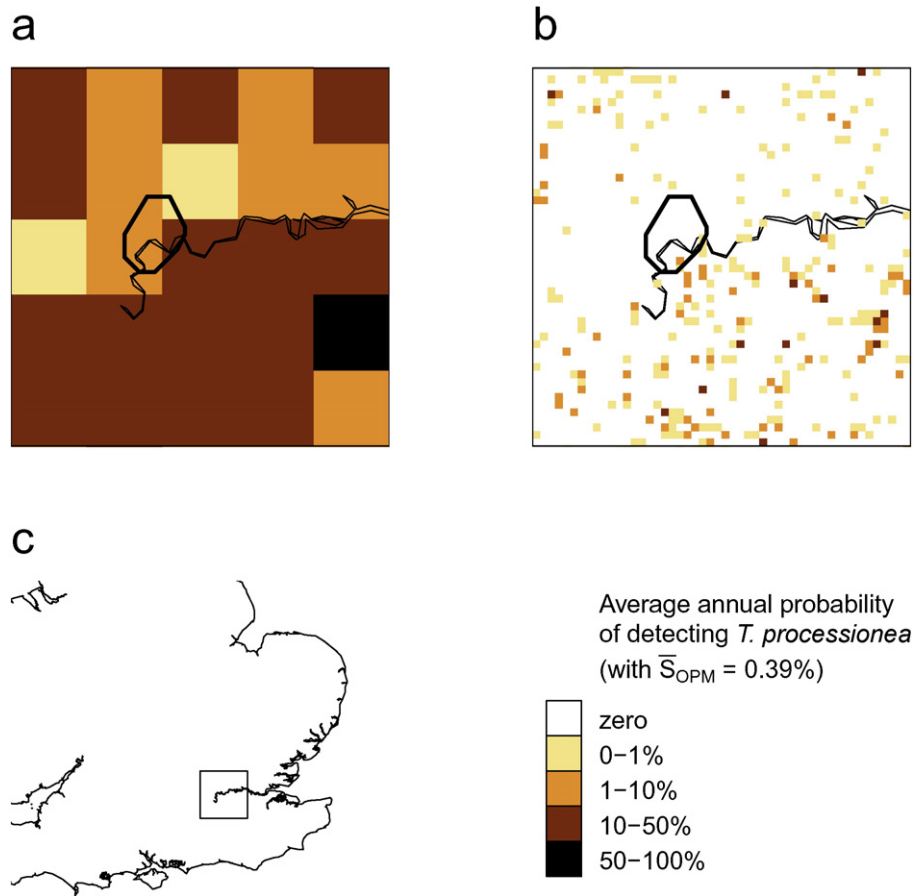 a
b
c
Average annual probability
of detecting T. processionea
(with S̅OPM = 0.39%)
zero
0−1%
1−10%
10−50%
50−100%